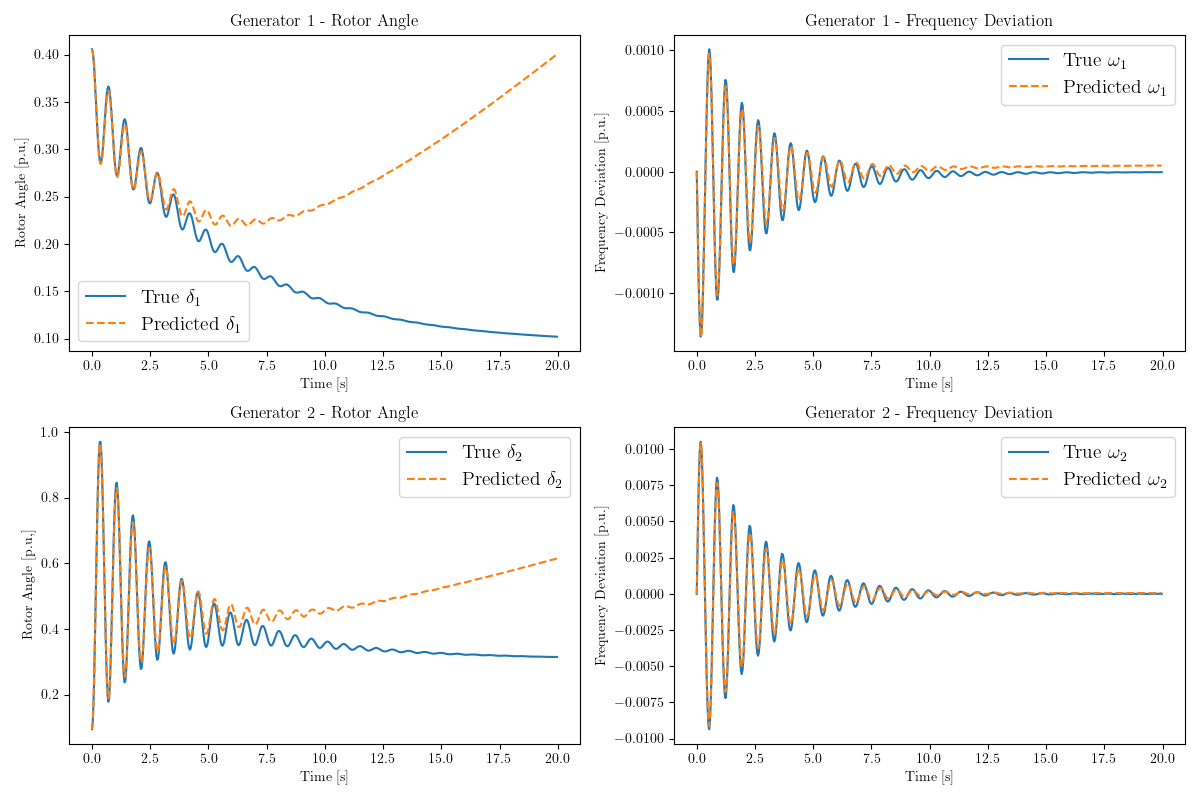 Generator 1 - Rotor Angle
0.40
0.35
0.30
0.25
0.20
0.15
0.10
Rotor Angle [p.u,]
True δ₁
Predicted δ₁
0.0 2.5 5.0 7.5 10.0 12.5 15.0 17.5 20.0
Time [s]
Generator 1 - Frequency Deviation
0.0010
0.0005
0.0000
−0.0005
−0.0010
Frequency Deviation [p.u.]
True ω₁
Predicted ω₁
0.0 2.5 5.0 7.5 10.0 12.5 15.0 17.5 20.0
Time [s]
Generator 2 - Rotor Angle
1.0
0.8
0.6
0.4
0.2
Rotor Angle [p.u,]
True δ₂
Predicted δ₂
0.0 2.5 5.0 7.5 10.0 12.5 15.0 17.5 20.0
Time [s]
Generator 2 - Frequency Deviation
0.0100
0.0075
0.0050
0.0025
0.0000
−0.0025
−0.0050
−0.0075
−0.0100
Frequency Deviation [p.u.]
True ω₂
Predicted ω₂
0.0 2.5 5.0 7.5 10.0 12.5 15.0 17.5 20.0
Time [s]